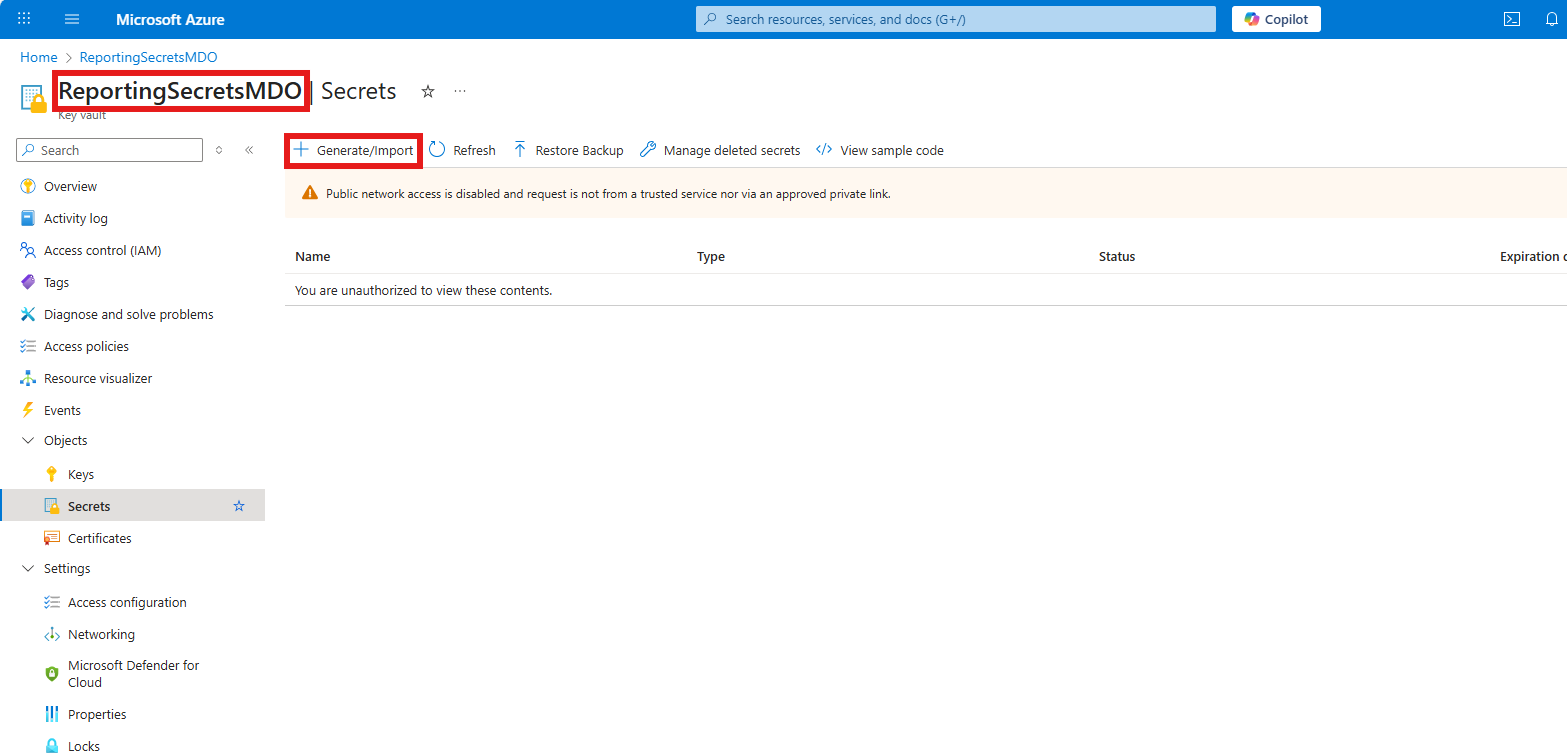 Microsoft Azure
Search resources, services, and docs (G+/)
Copilot
Home > ReportingSecretsMDO
ReportingSecretsMDO | Secrets
Key vault
Search
Generate/Import
Refresh
Restore Backup
Manage deleted secrets
View sample code
Overview
Activity log
Access control (IAM)
Tags
Diagnose and solve problems
Access policies
Resource visualizer
Events
Objects
Keys
Secrets
Certificates
Settings
Access configuration
Networking
Microsoft Defender for
Cloud
Properties
Locks
Public network access is disabled and request is not from a trusted service nor via an approved private link.
Name
Type
Status
Expiration
You are unauthorized to view these contents.